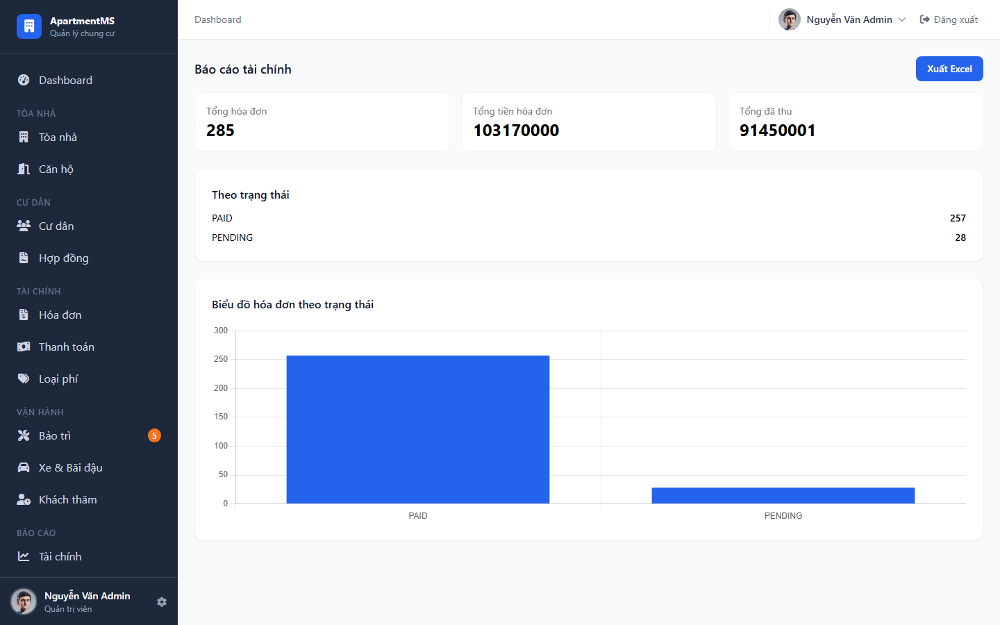 ApartmentMS
Quản lý chung cư
Dashboard
TÒA NHÀ
Tòa nhà
Căn hộ
CƯ DÂN
Cư dân
Hợp đồng
TÀI CHÍNH
Hóa đơn
Thanh toán
Loại phí
VẬN HÀNH
Bảo trì 5
Xe & Bãi đậu
Khách thăm
BÁO CÁO
Tài chính
Nguyễn Văn Admin
Quản trị viên
Dashboard
Nguyễn Văn Admin
Đăng xuất
Báo cáo tài chính
Xuất Excel
Tổng hóa đơn
285
Tổng tiền hóa đơn
103170000
Tổng đã thu
91450001
Theo trạng thái
PAID 257
PENDING 28
Biểu đồ hóa đơn theo trạng thái
300
250
200
150
100
50
0
PAID PENDING